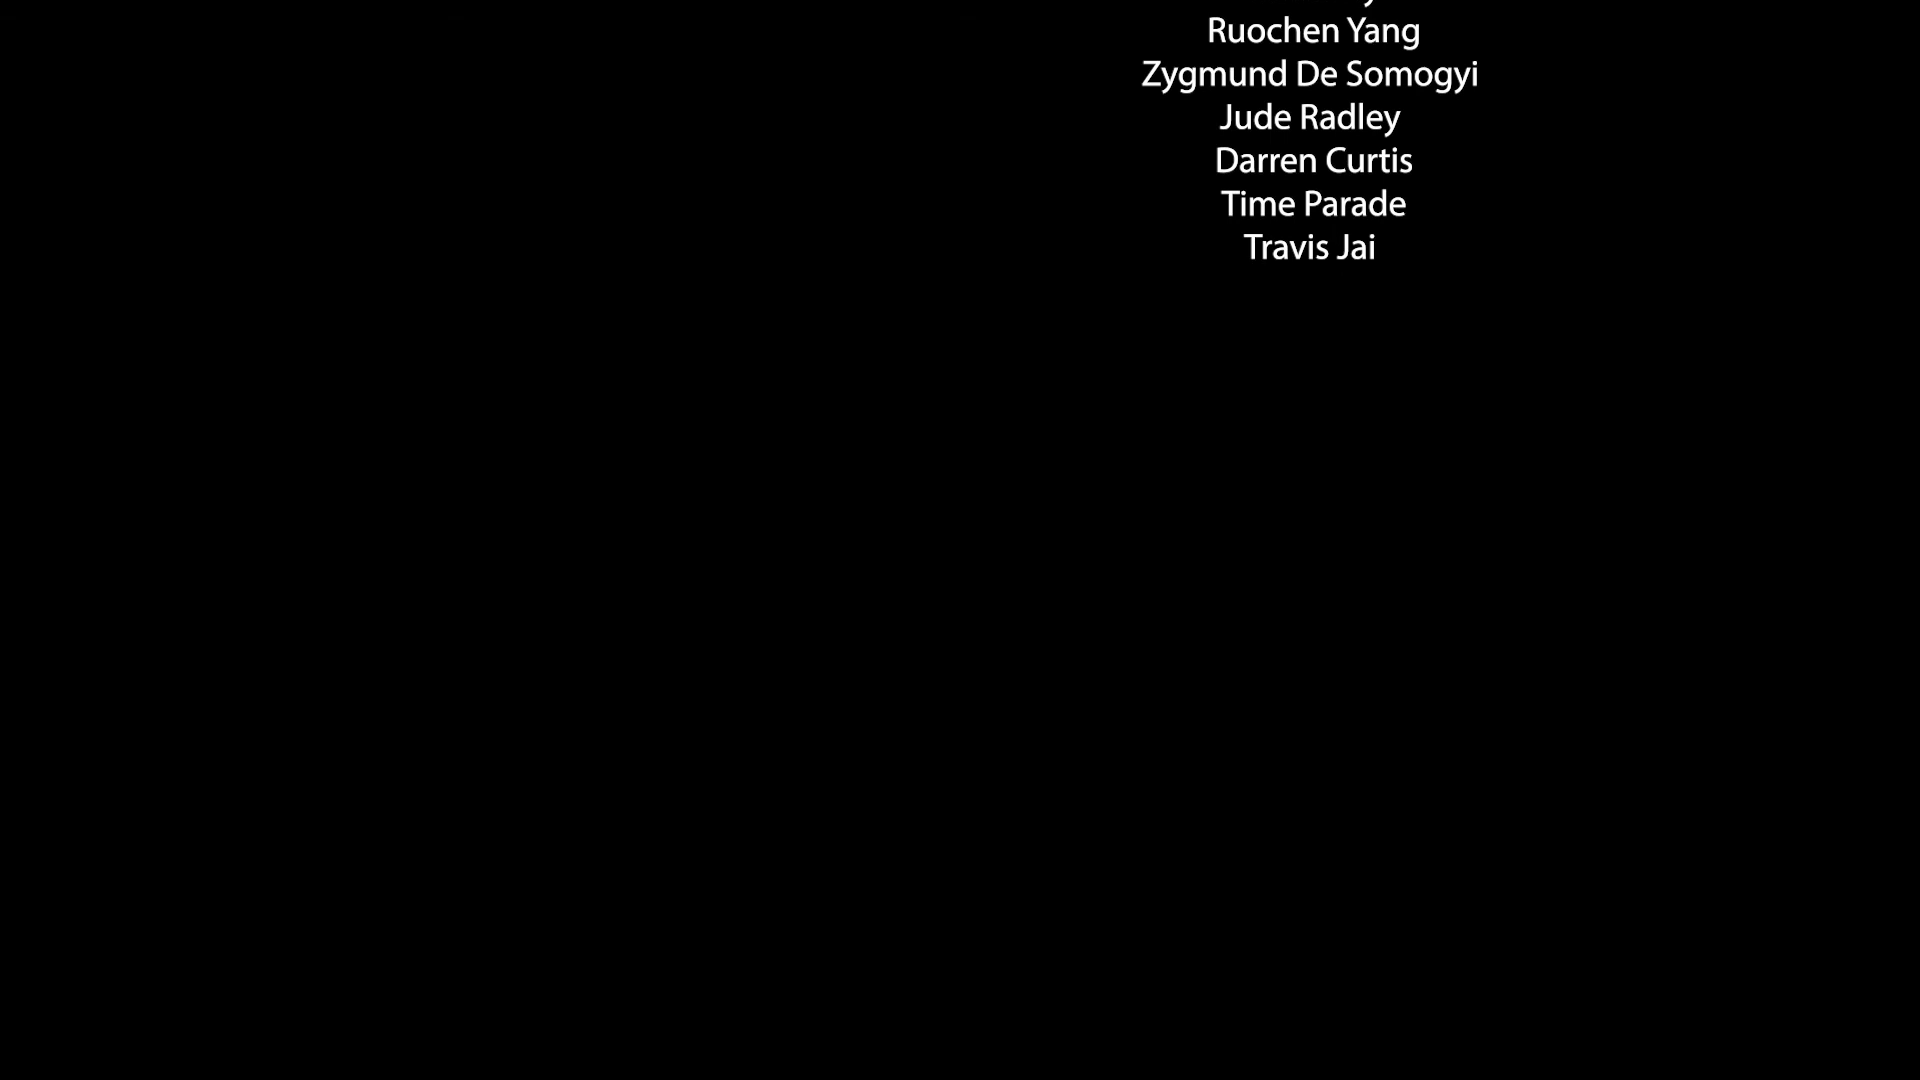 Ruochen Yang
Zygmund De Somogyi
Jude Radley
Darren Curtis
Time Parade
Travis Jai